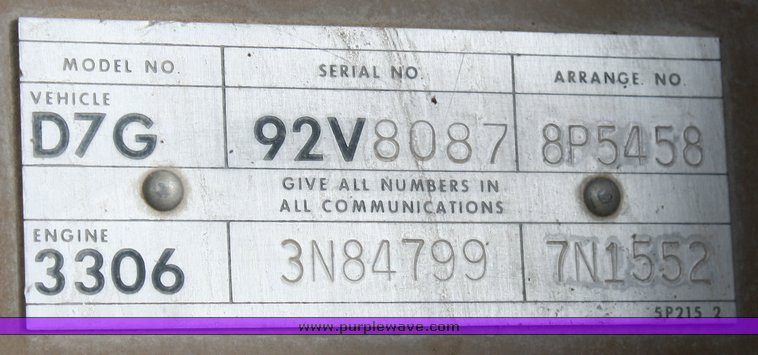 MODEL NO. SERIAL NO. ARRANGE. NO.
VEHICLE
D7G 92V8087 8P5458
GIVE ALL NUMBERS IN
ALL COMMUNICATIONS
ENGINE
3306 3N84799 7N1552
5P215 2
www.purplewave.com